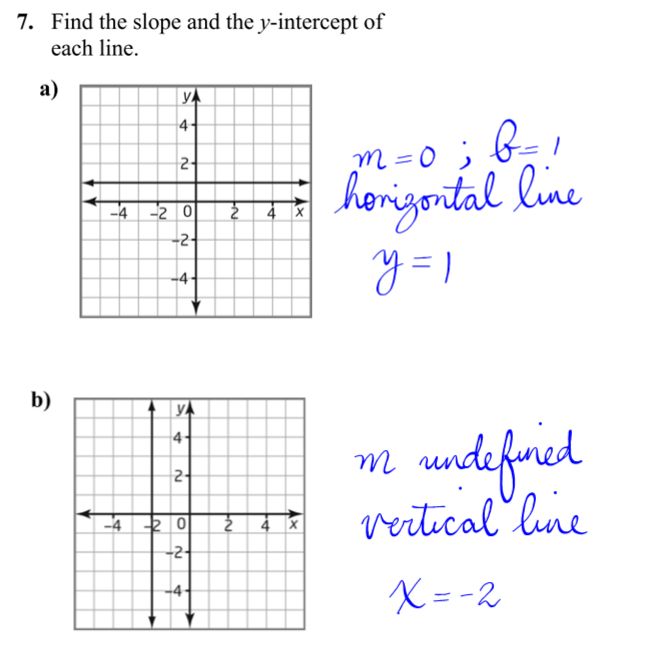 7. Find the slope and the y-intercept of
each line.
a)
y
4
2
-4 -2 0 2 4 x
-2
-4
m = 0 ; b = 1
horizontal line
y = 1
b)
y
4
2
-4 -2 0 2 4 x
-2
-4
m undefined
vertical line
x = -2